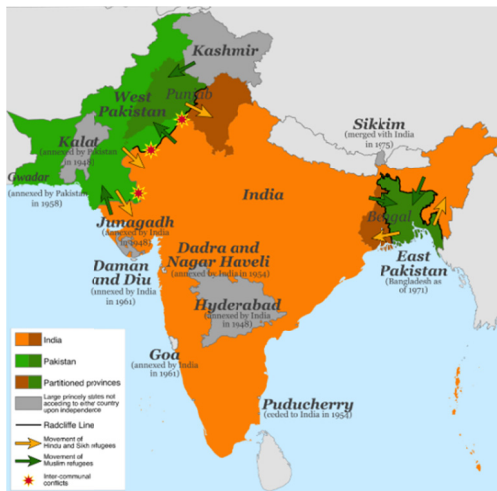 Kashmir
Punjab
West
Pakistan
Sikkim
(merged with India
in 1975)
Kalat
(annexed by Pakistan
in 1948)
Gwadar
(annexed by Pakistan
in 1958)
India
Bengal
Junagadh
(annexed by India
in 1948)
Dadra and
Nagar Haveli
(annexed by India in 1954)
East
Pakistan
(Bangladesh as
of 1971)
Daman
and Diu
(annexed by India
in 1961)
Hyderabad
(annexed by India
in 1948)
Goa
(annexed by India
in 1961)
Puducherry
(ceded to India in 1954)
India
Pakistan
Partitioned provinces
Large princely states not
acceding to either country
upon independence
Radcliffe Line
Movement of
Hindu and Sikh refugees
Movement of
Muslim refugees
Inter-communal
conflicts